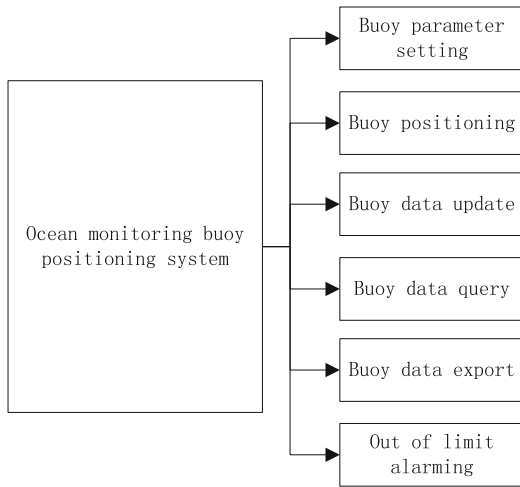 Ocean monitoring buoy
positioning system
Buoy parameter
setting
Buoy positioning
Buoy data update
Buoy data query
Buoy data export
Out of limit
alarming